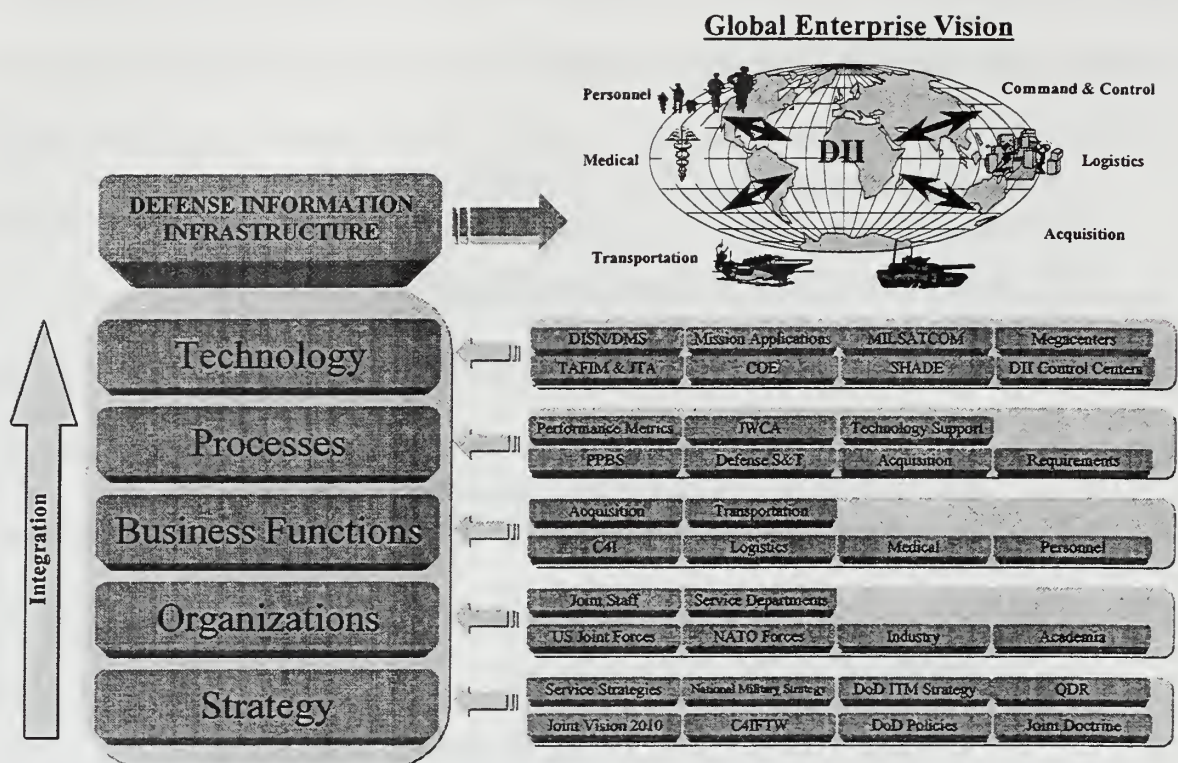 Global Enterprise Vision
Personnel
Command & Control
Medical
DII
Logistics
Acquisition
Transportation
DEFENSE INFORMATION
INFRASTRUCTURE
Integration
Technology
DISN/DMS Mission Applications MILSATCOM Megacenters
TAFIM & JTA COE SHADE DII Control Centers
Processes
Performance Metrics JWCA Technology Support
PPBS Defense S&T Acquisition Requirements
Business Functions
Acquisition Transportation
C4I Logistics Medical Personnel
Organizations
Joint Staff Service Departments
US Joint Forces NATO Forces Industry Academia
Strategy
Service Strategies National Military Strategy DoD ITM Strategy QDR
Joint Vision 2010 C4IFTW DoD Policies Joint Doctrine